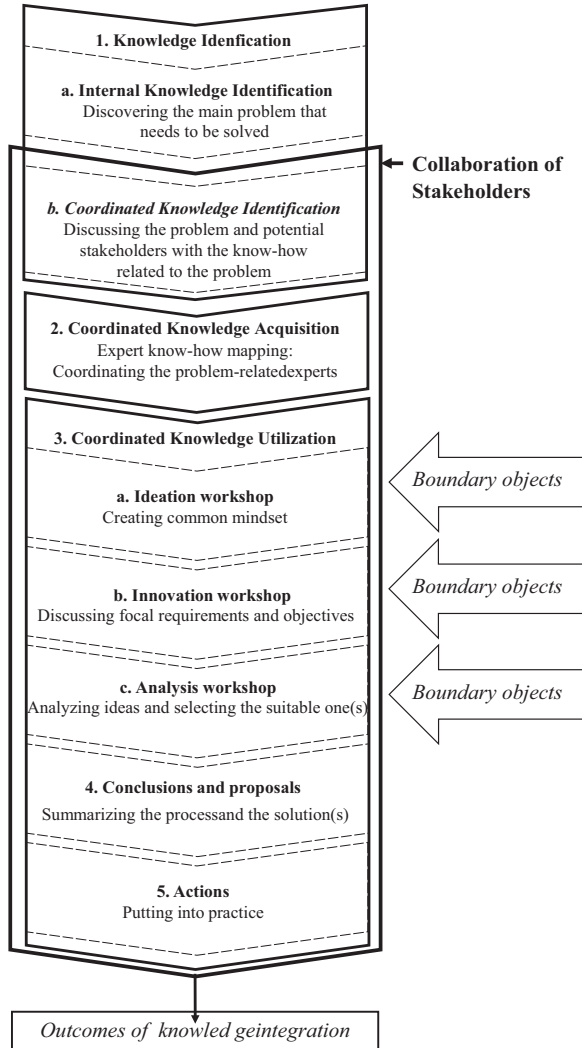 1. Knowledge Idenfication
a. Internal Knowledge Identification
Discovering the main problem that
needs to be solved
Collaboration of
Stakeholders
b. Coordinated Knowledge Identification
Discussing the problem and potential
stakeholders with the know-how
related to the problem
2. Coordinated Knowledge Acquisition
Expert know-how mapping:
Coordinating the problem-relatedexperts
3. Coordinated Knowledge Utilization
Boundary objects
a. Ideation workshop
Creating common mindset
Boundary objects
b. Innovation workshop
Discussing focal requirements and objectives
Boundary objects
c. Analysis workshop
Analyzing ideas and selecting the suitable one(s)
4. Conclusions and proposals
Summarizing the processand the solution(s)
5. Actions
Putting into practice
Outcomes of knowled geintegration